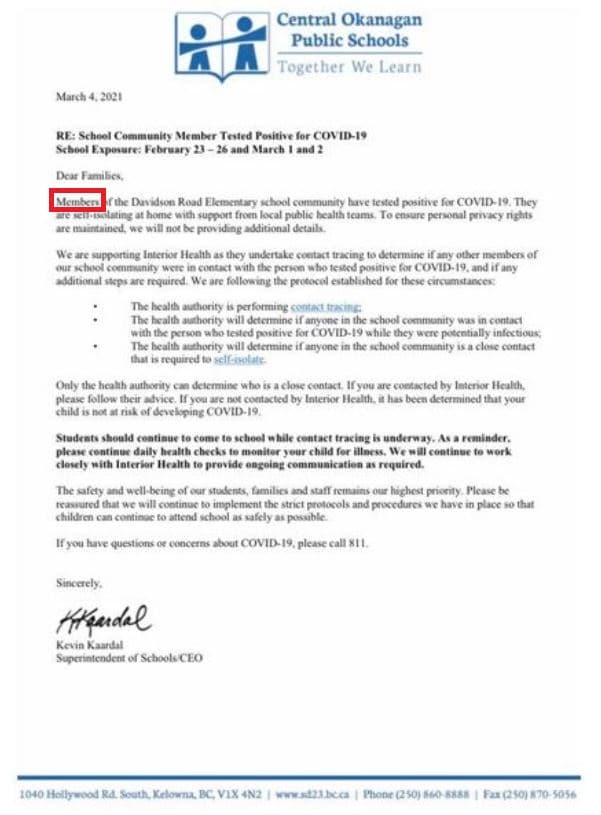 Central Okanagan
Public Schools
Together We Learn
March 4, 2021
RE: School Community Member Tested Positive for COVID-19
School Exposure: February 23 – 26 and March 1 and 2
Dear Families,
Members of the Davidson Road Elementary school community have tested positive for COVID-19. They
are self-isolating at home with support from local public health teams. To ensure personal privacy rights
are maintained, we will not be providing additional details.
We are supporting Interior Health as they undertake contact tracing to determine if any other members of
our school community were in contact with the person who tested positive for COVID-19, and if any
additional steps are required. We are following the protocol established for these circumstances:
• The health authority is performing contact tracing;
• The health authority will determine if anyone in the school community was in contact
with the person who tested positive for COVID-19 while they were potentially infectious;
• The health authority will determine if anyone in the school community is a close contact
that is required to self-isolate.
Only the health authority can determine who is a close contact. If you are contacted by Interior Health,
please follow their advice. If you are not contacted by Interior Health, it has been determined that your
child is not at risk of developing COVID-19.
Students should continue to come to school while contact tracing is underway. As a reminder,
please continue daily health checks to monitor your child for illness. We will continue to work
closely with Interior Health to provide ongoing communication as required.
The safety and well-being of our students, families and staff remains our highest priority. Please be
reassured that we will continue to implement the strict protocols and procedures we have in place so that
children can continue to attend school as safely as possible.
If you have questions or concerns about COVID-19, please call 811.
Sincerely,
KKaardal
Kevin Kaardal
Superintendent of Schools/CEO
1040 Hollywood Rd. South, Kelowna, BC, V1X 4N2 | www.sd23.bc.ca | Phone (250) 860-8888 | Fax (250) 870-5056